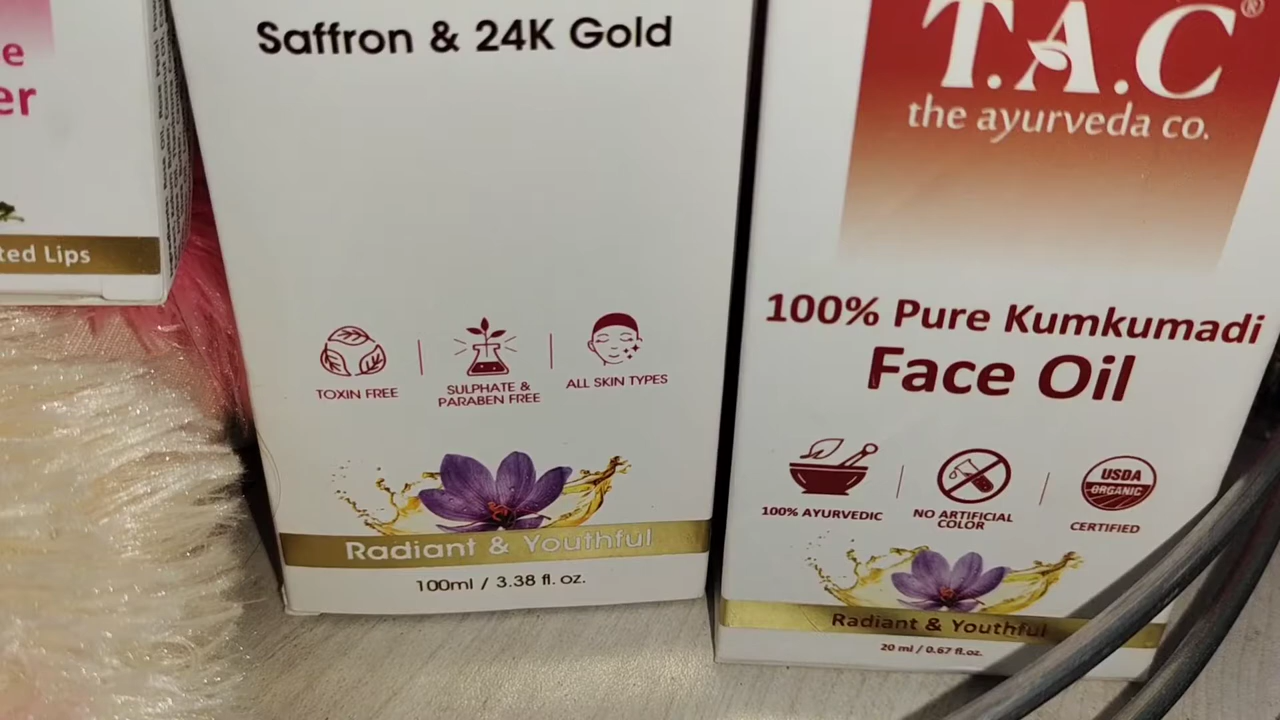 e
er
ted Lips
Saffron & 24K Gold
TOXIN FREE
SULPHATE &
PARABEN FREE
ALL SKIN TYPES
Radiant & Youthful
100ml / 3.38 fl. oz.
T.A.C®
the ayurveda co.
100% Pure Kumkumadi
Face Oil
100% AYURVEDIC
NO ARTIFICIAL
COLOR
USDA
ORGANIC
CERTIFIED
Radiant & Youthful
20 ml / 0.67 fl.oz.